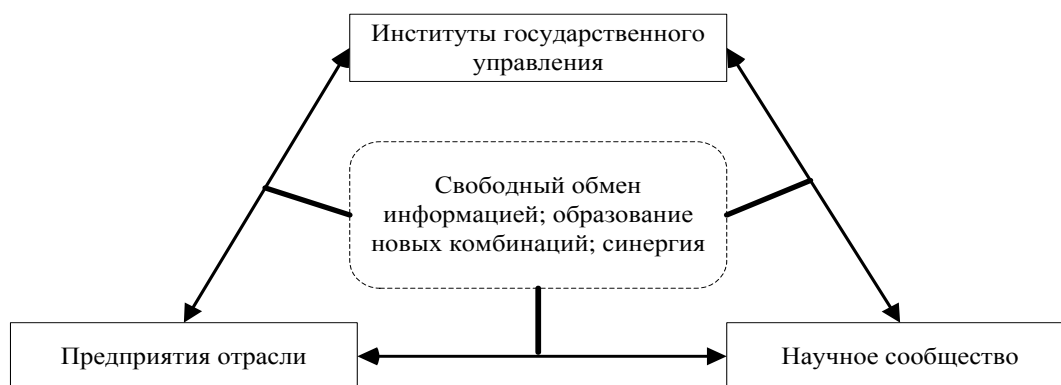 Институты государственного
управления
Свободный обмен
информацией; образование
новых комбинаций; синергия
Предприятия отрасли
Научное сообщество